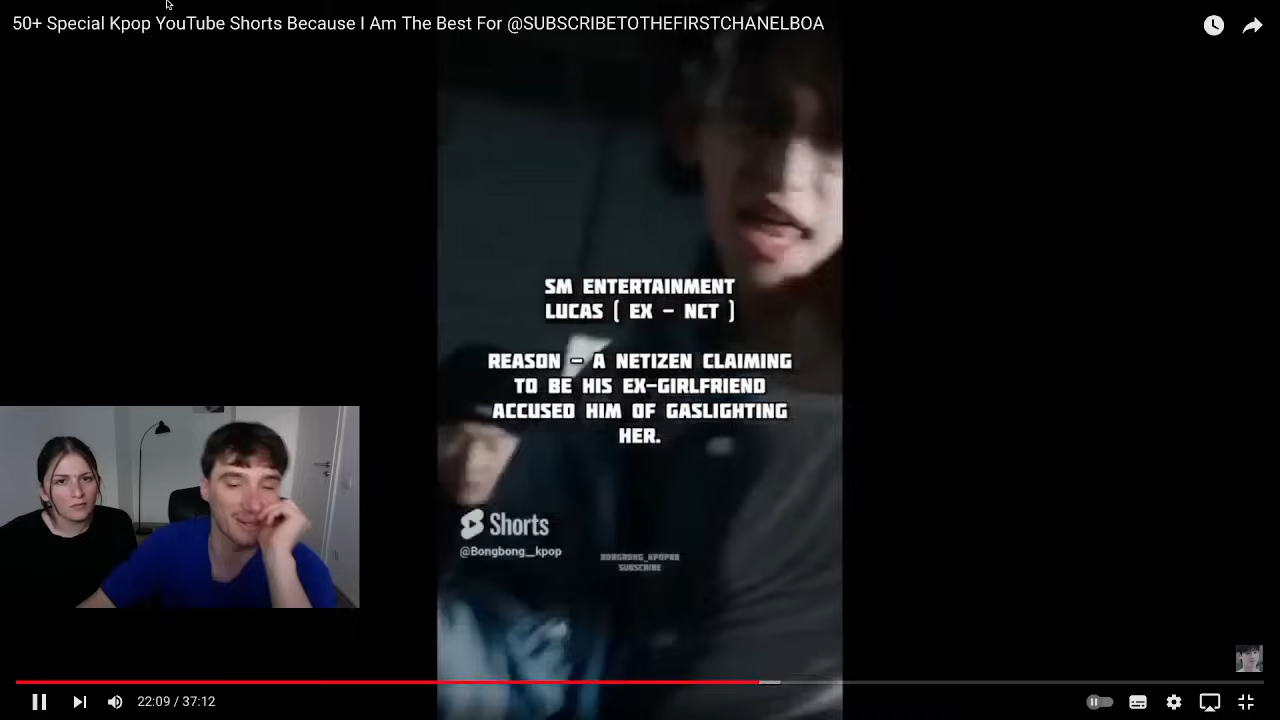 50+ Special Kpop YouTube Shorts Because I Am The Best For @SUBSCRIBETOTHEFIRSTCHANELBOA
SM ENTERTAINMENT
LUCAS ( EX - NCT )
REASON - A NETIZEN CLAIMING
TO BE HIS EX-GIRLFRIEND
ACCUSED HIM OF GASLIGHTING
HER.
Shorts
@Bongbong__kpop
SUBSCRIBE
22:09 / 37:12